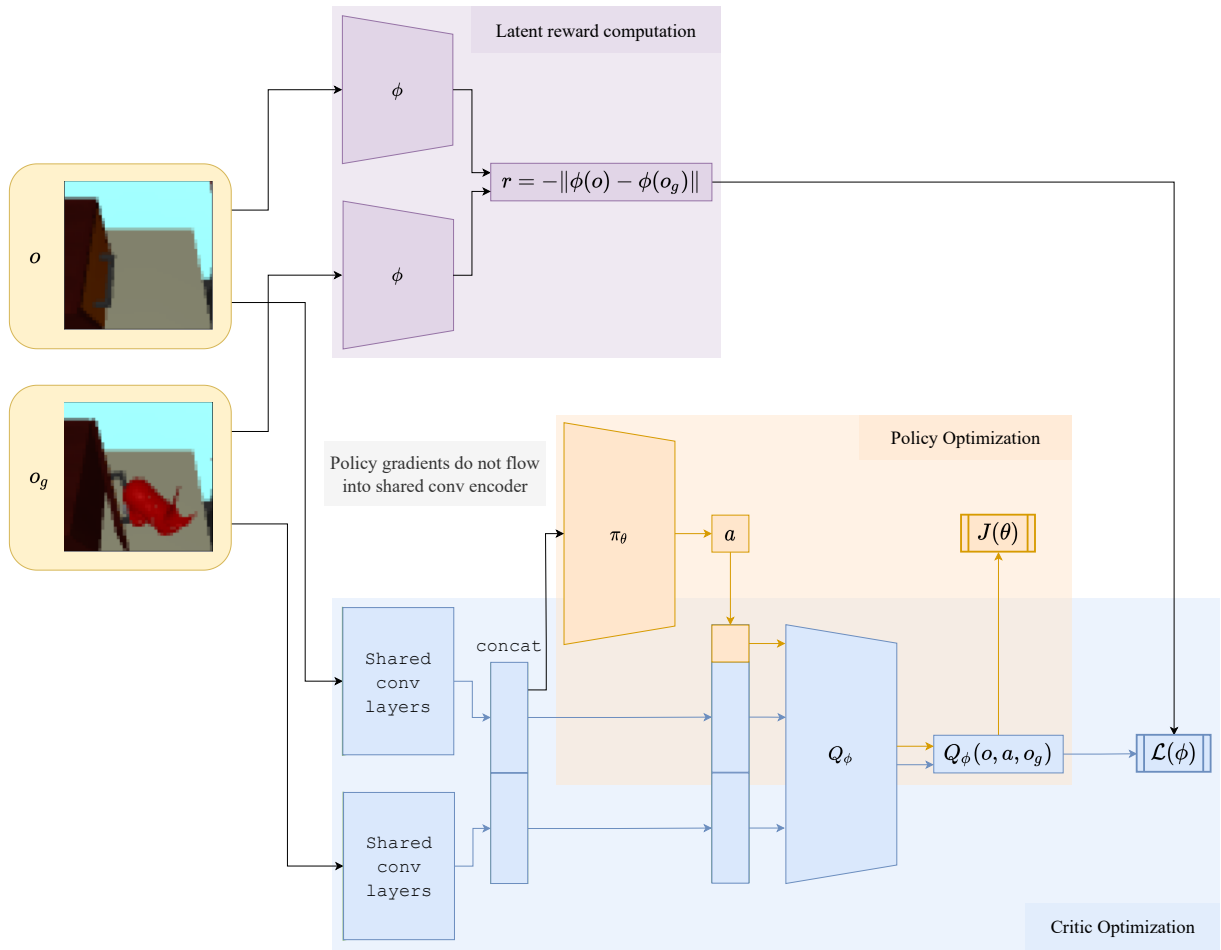 Latent reward computation
ϕ
o
r = −‖ϕ(o) − ϕ(o_g)‖
ϕ
Policy Optimization
Policy gradients do not flow
into shared conv encoder
o_g
π_θ
a
J(θ)
concat
Shared
conv
layers
Q_ϕ
Q_ϕ(o, a, o_g)
ℒ(ϕ)
Shared
conv
layers
Critic Optimization